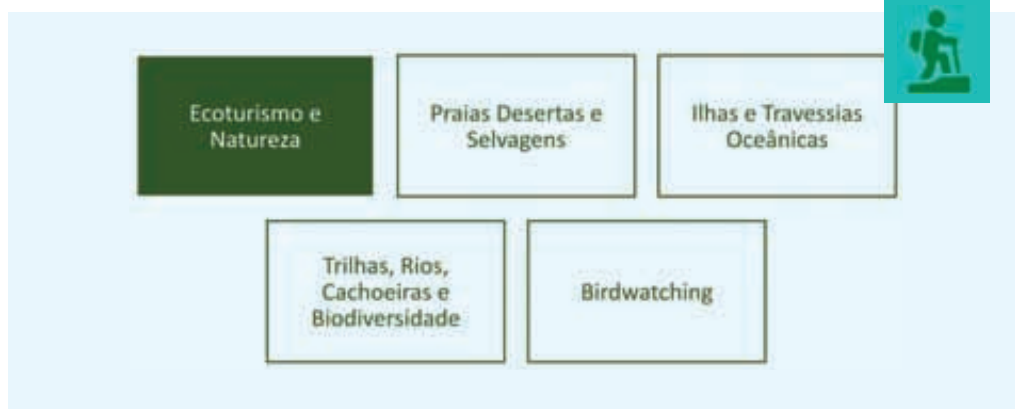 Ecoturismo e
Natureza
Praias Desertas e
Selvagens
Ilhas e Travessias
Oceânicas
Trilhas, Rios,
Cachoeiras e
Biodiversidade
Birdwatching